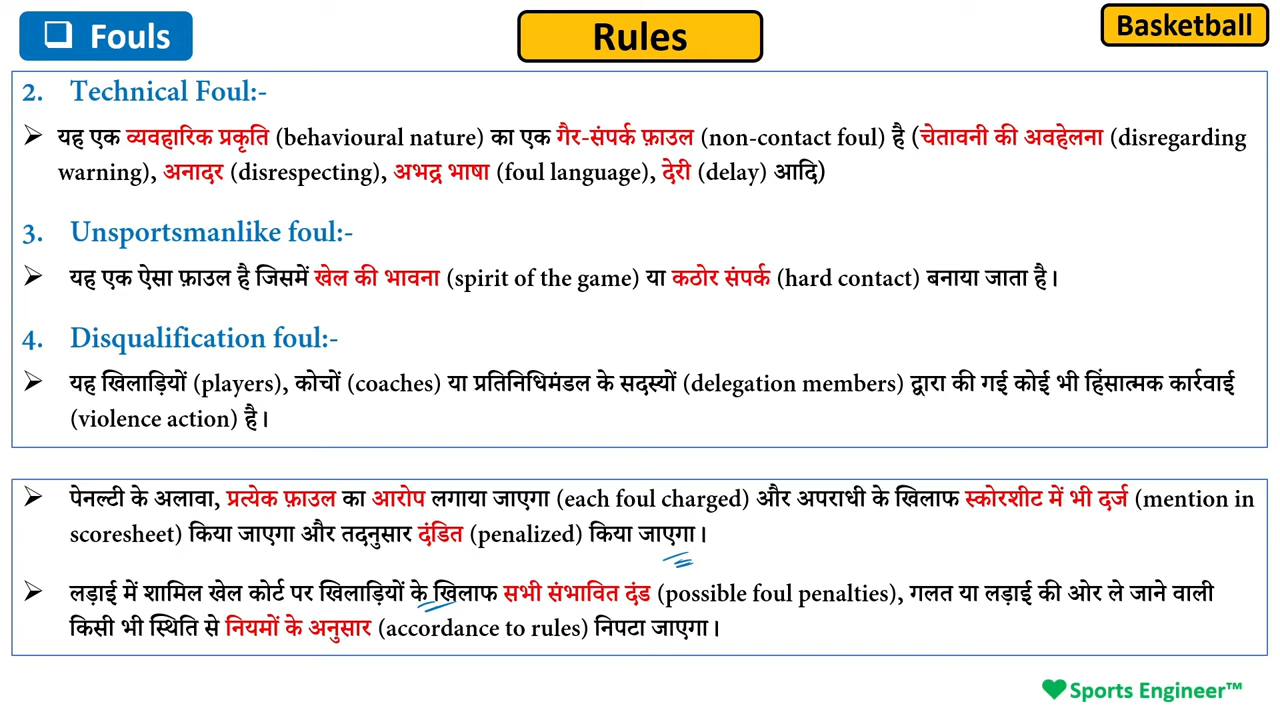 ❑ Fouls
Rules
Basketball
2. Technical Foul:-
➢ यह एक व्यवहारिक प्रकृति (behavioural nature) का एक गैर-संपर्क फ़ाउल (non-contact foul) है (चेतावनी की अवहेलना (disregarding
warning), अनादर (disrespecting), अभद्र भाषा (foul language), देरी (delay) आदि)
3. Unsportsmanlike foul:-
➢ यह एक ऐसा फ़ाउल है जिसमें खेल की भावना (spirit of the game) या कठोर संपर्क (hard contact) बनाया जाता है।
4. Disqualification foul:-
➢ यह खिलाड़ियों (players), कोचों (coaches) या प्रतिनिधिमंडल के सदस्यों (delegation members) द्वारा की गई कोई भी हिंसात्मक कार्रवाई
(violence action) है।
➢ पेनल्टी के अलावा, प्रत्येक फ़ाउल का आरोप लगाया जाएगा (each foul charged) और अपराधी के खिलाफ स्कोरशीट में भी दर्ज (mention in
scoresheet) किया जाएगा और तदनुसार दंडित (penalized) किया जाएगा।
➢ लड़ाई में शामिल खेल कोर्ट पर खिलाड़ियों के खिलाफ सभी संभावित दंड (possible foul penalties), गलत या लड़ाई की ओर ले जाने वाली
किसी भी स्थिति से नियमों के अनुसार (accordance to rules) निपटा जाएगा।
Sports Engineer™